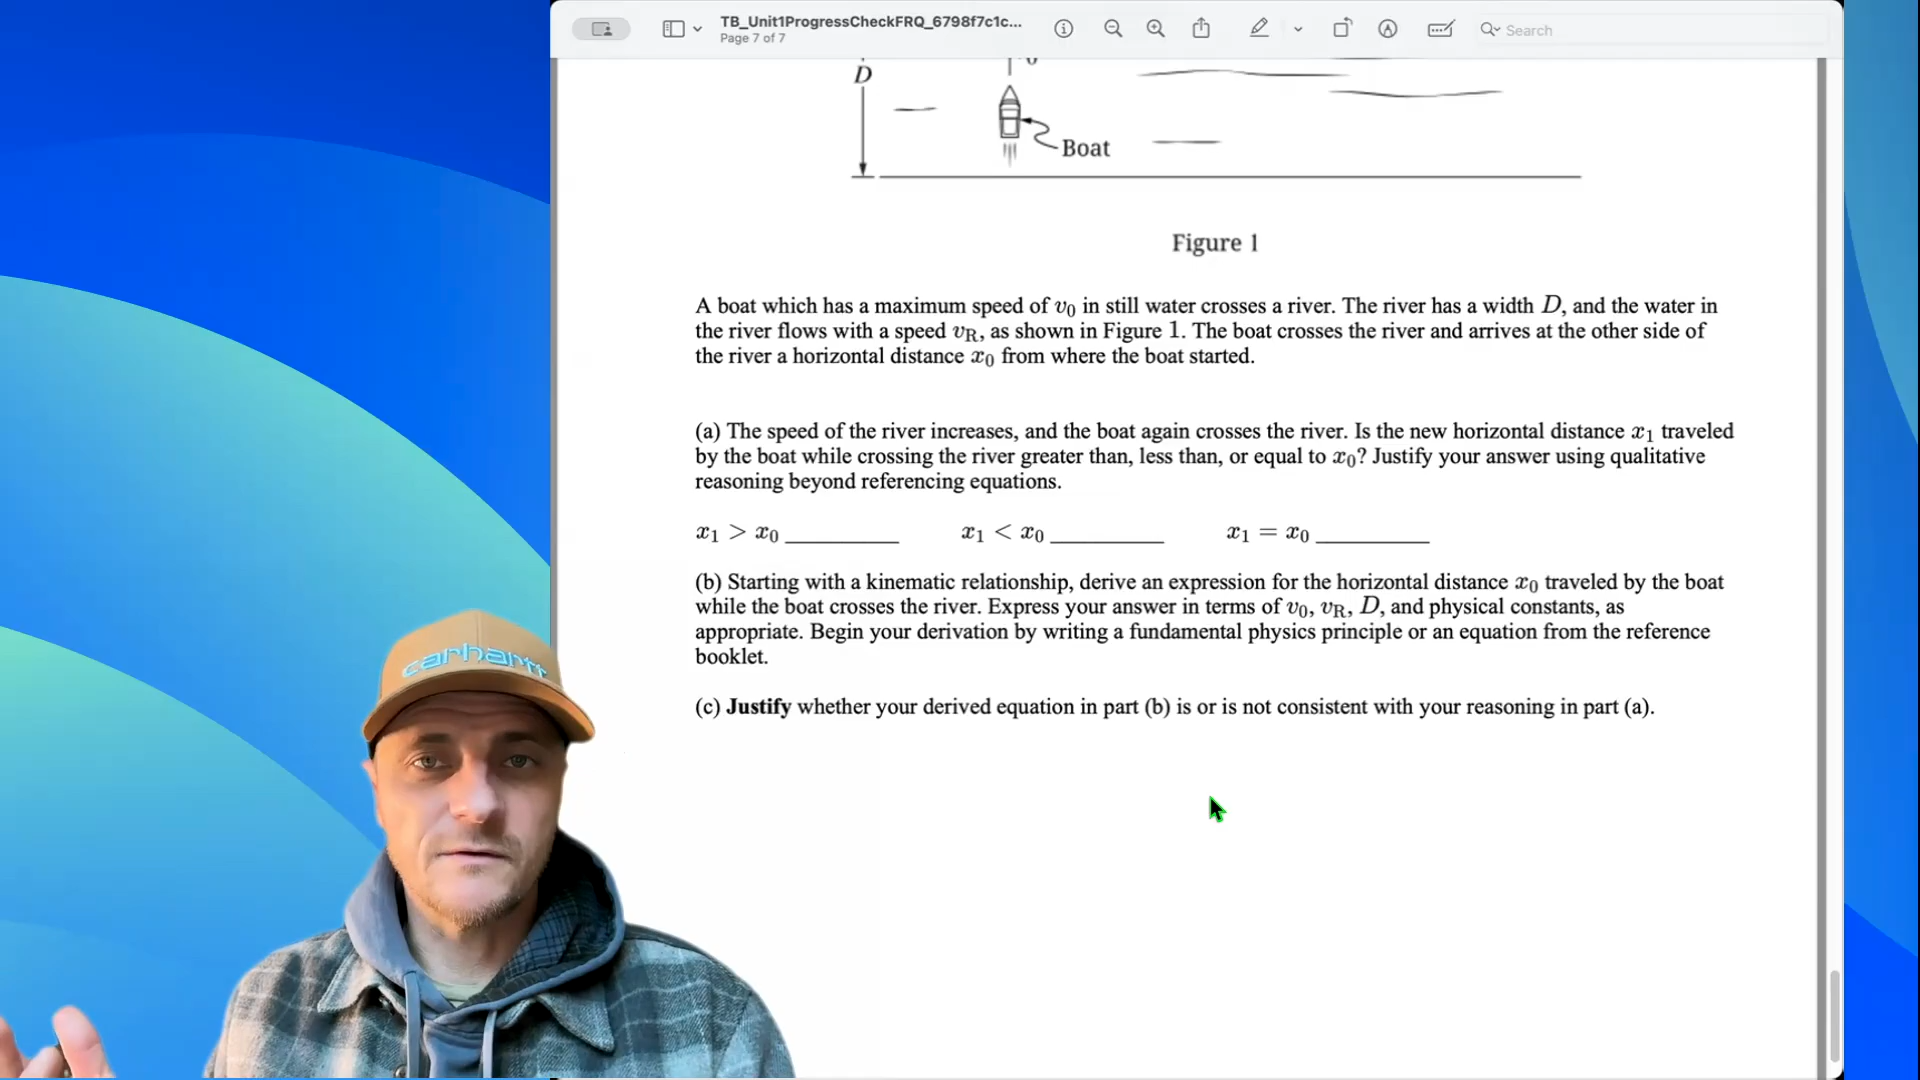 TB_Unit1ProgressCheckFRQ_6798f7c1c...
Page 7 of 7
Search
D
Boat
Figure 1
A boat which has a maximum speed of v₀ in still water crosses a river. The river has a width D, and the water in
the river flows with a speed v_R, as shown in Figure 1. The boat crosses the river and arrives at the other side of
the river a horizontal distance x₀ from where the boat started.
(a) The speed of the river increases, and the boat again crosses the river. Is the new horizontal distance x₁ traveled
by the boat while crossing the river greater than, less than, or equal to x₀? Justify your answer using qualitative
reasoning beyond referencing equations.
x₁ > x₀ __________ x₁ < x₀ __________ x₁ = x₀ __________
(b) Starting with a kinematic relationship, derive an expression for the horizontal distance x₀ traveled by the boat
while the boat crosses the river. Express your answer in terms of v₀, v_R, D, and physical constants, as
appropriate. Begin your derivation by writing a fundamental physics principle or an equation from the reference
booklet.
(c) Justify whether your derived equation in part (b) is or is not consistent with your reasoning in part (a).
carhartt